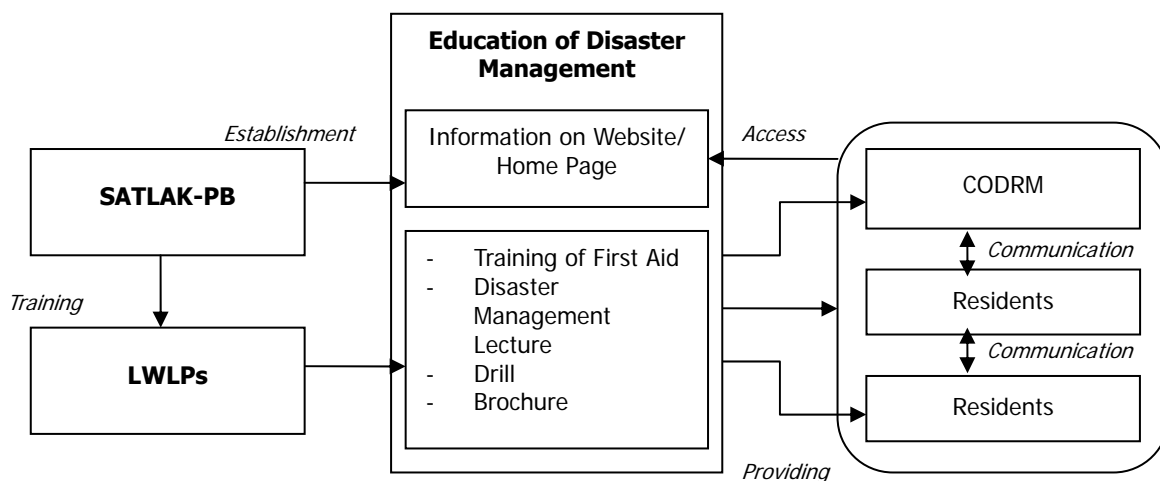 Education of Disaster
Management
Establishment
Information on Website/
Home Page
Access
SATLAK-PB
CODRM
Training
- Training of First Aid
- Disaster
Management
Lecture
- Drill
- Brochure
Communication
Residents
LWLPs
Communication
Residents
Providing